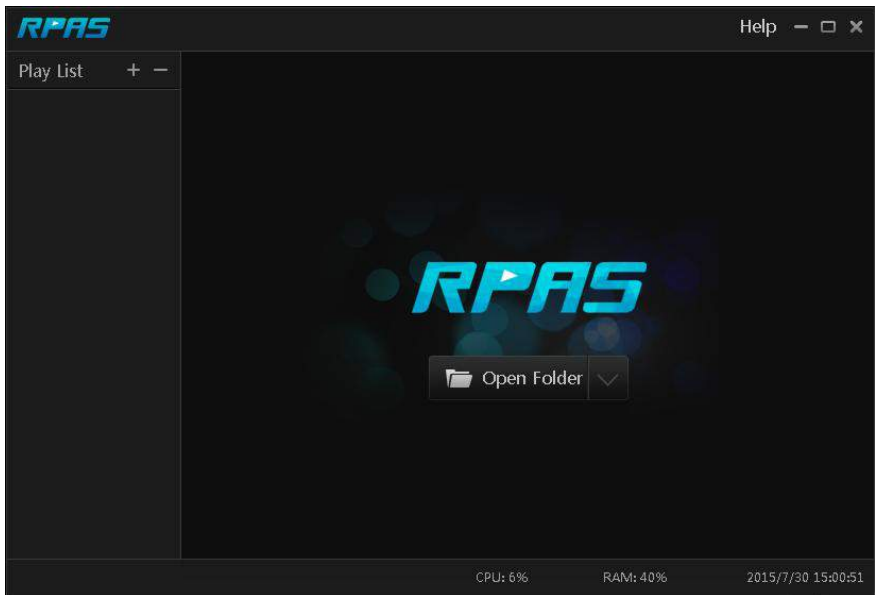 RPAS
Help
Play List + −
RPAS
Open Folder
CPU: 6% RAM: 40% 2015/7/30 15:00:51